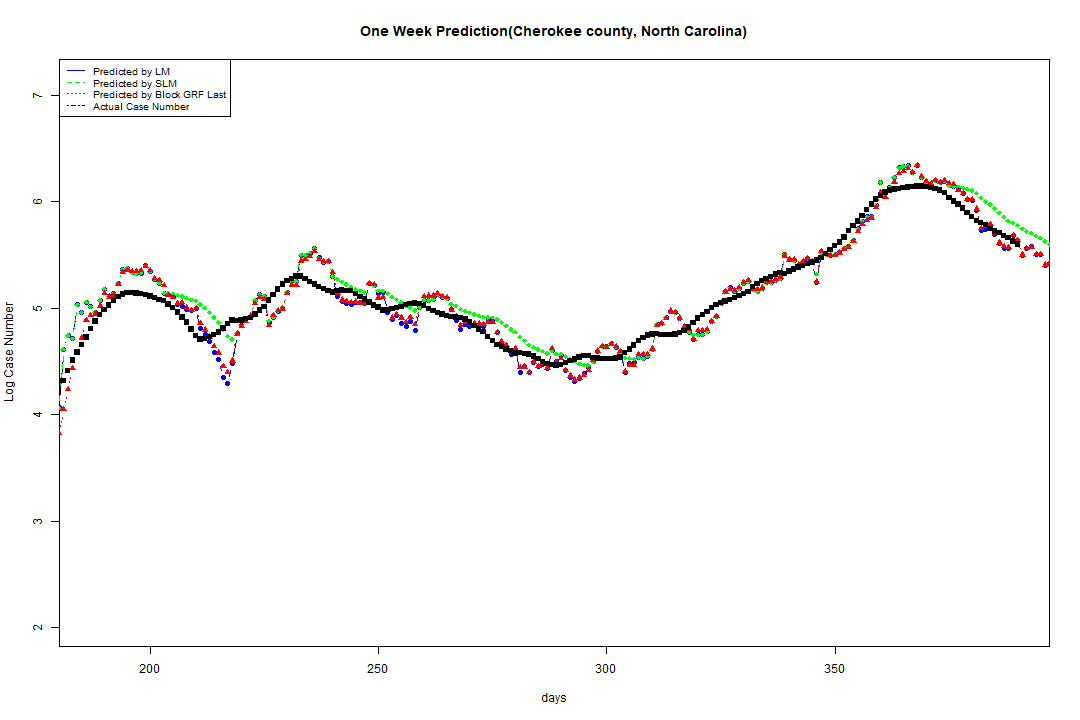 One Week Prediction(Cherokee county, North Carolina)
Predicted by LM
Predicted by SLM
Predicted by Block GRF Last
Actual Case Number
7
6
5
4
3
2
Log Case Number
200
250
300
350
days